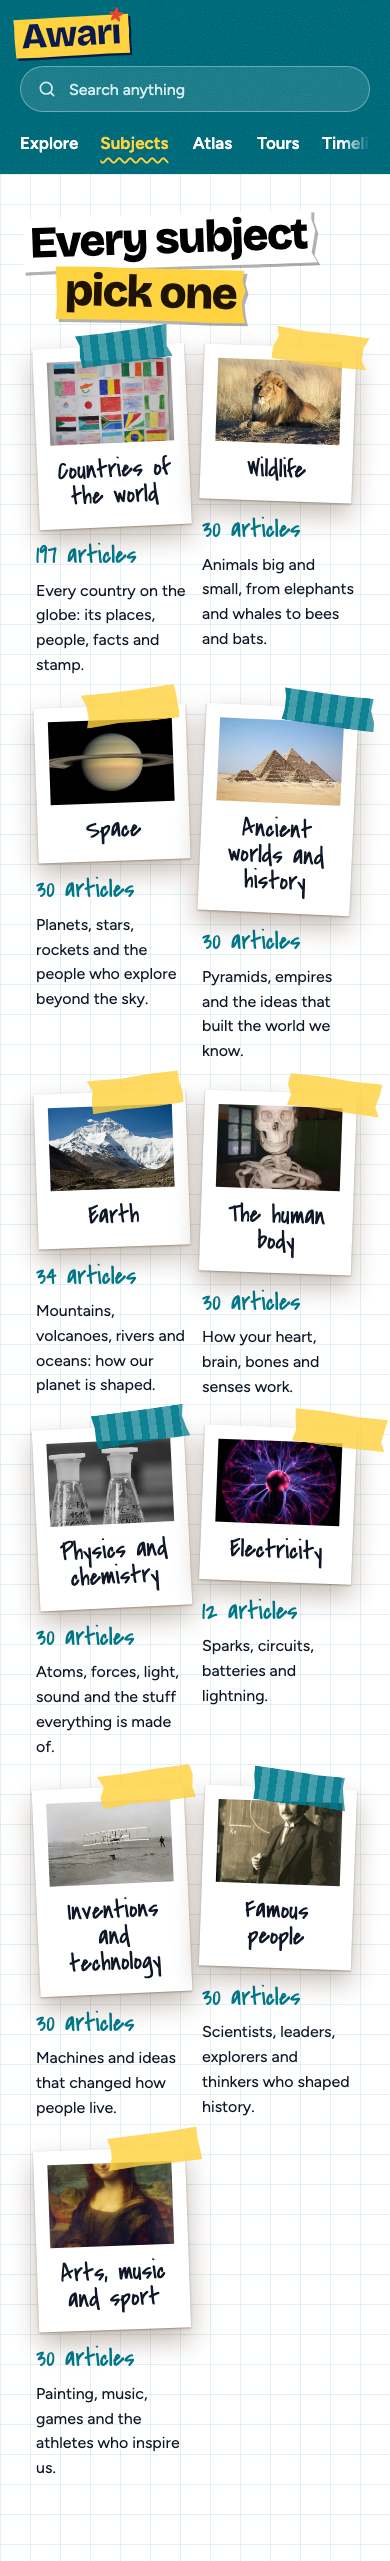 Awari
Search anything
Explore Subjects Atlas Tours Timeli
Every subject
pick one
Countries of
the world
197 articles
Every country on the
globe: its places,
people, facts and
stamp.
Wildlife
30 articles
Animals big and
small, from elephants
and whales to bees
and bats.
Space
30 articles
Planets, stars,
rockets and the
people who explore
beyond the sky.
Ancient
worlds and
history
30 articles
Pyramids, empires
and the ideas that
built the world we
know.
Earth
34 articles
Mountains,
volcanoes, rivers and
oceans: how our
planet is shaped.
The human
body
30 articles
How your heart,
brain, bones and
senses work.
Physics and
chemistry
30 articles
Atoms, forces, light,
sound and the stuff
everything is made
of.
Electricity
12 articles
Sparks, circuits,
batteries and
lightning.
Inventions
and
technology
30 articles
Machines and ideas
that changed how
people live.
Famous
people
30 articles
Scientists, leaders,
explorers and
thinkers who shaped
history.
Arts, music
and sport
30 articles
Painting, music,
games and the
athletes who inspire
us.